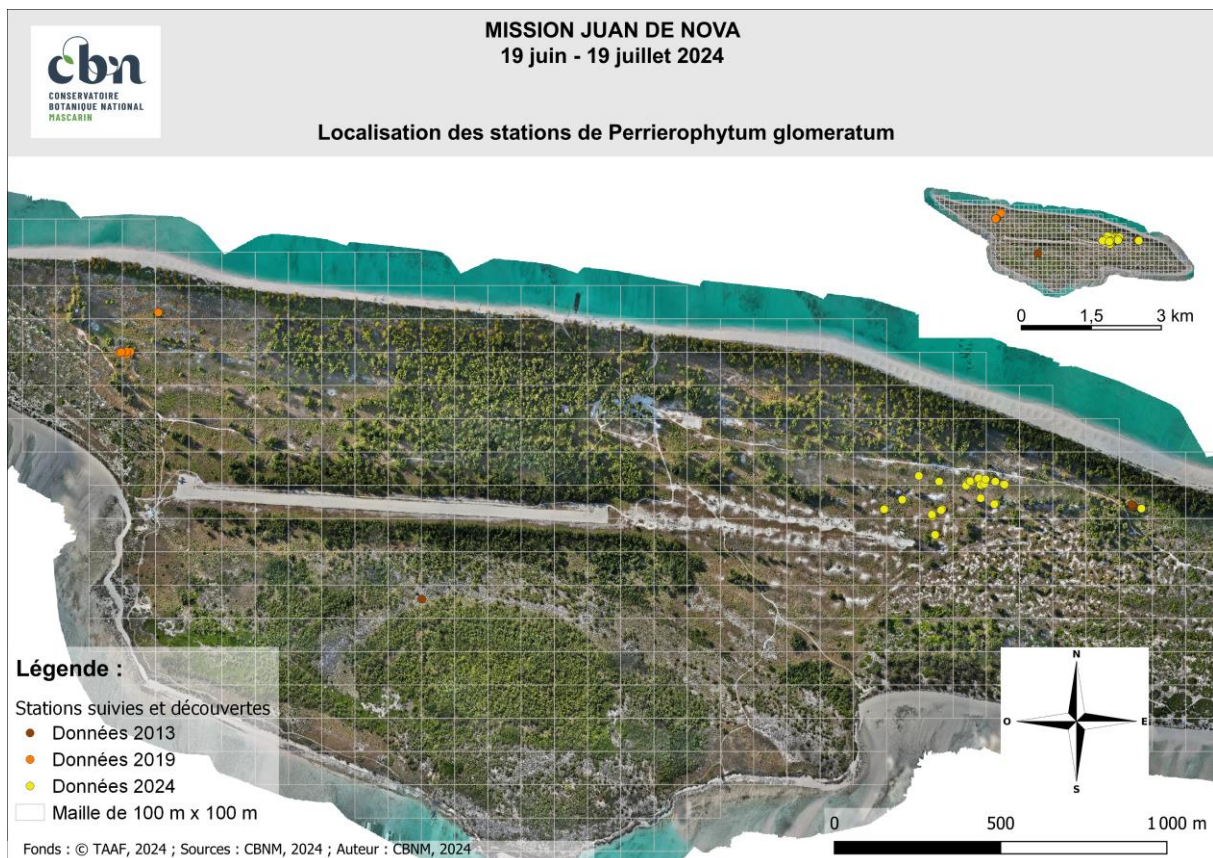 cbn
CONSERVATOIRE
BOTANIQUE NATIONAL
MASCARIN
MISSION JUAN DE NOVA
19 juin - 19 juillet 2024
Localisation des stations de Perrierophytum glomeratum
0 1,5 3 km
Légende :
Stations suivies et découvertes
Données 2013
Données 2019
Données 2024
Maille de 100 m x 100 m
N
O E
S
0 500 1 000 m
Fonds : © TAAF, 2024 ; Sources : CBNM, 2024 ; Auteur : CBNM, 2024